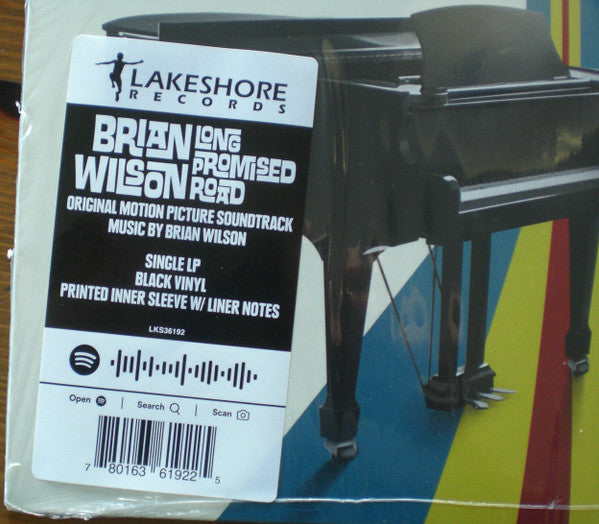 LAKESHORE
RECORDS
BRIAN WILSON
LONG PROMISED ROAD
ORIGINAL MOTION PICTURE SOUNDTRACK
MUSIC BY BRIAN WILSON
SINGLE LP
BLACK VINYL
PRINTED INNER SLEEVE W/ LINER NOTES
LKS36192
Open | Search | Scan
7 80163 61922 5